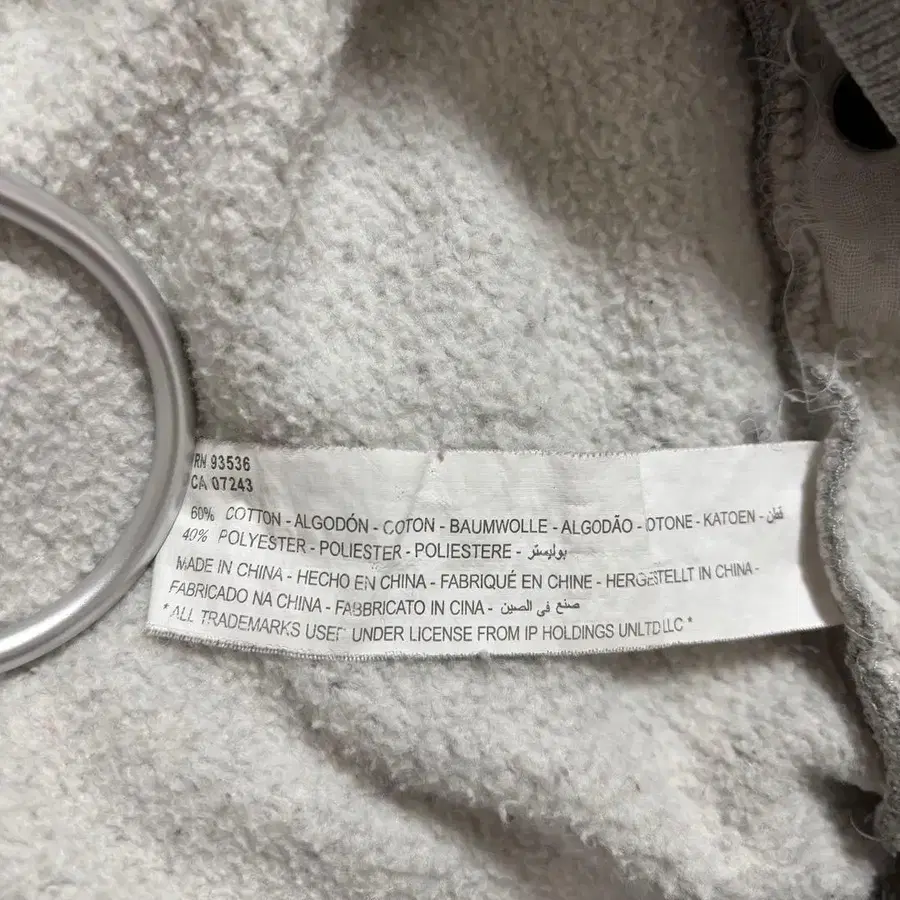 RN 93536
CA 07243
60% COTTON - ALGODÓN - COTON - BAUMWOLLE - ALGODÃO - OTONE - KATOEN - قطن
40% POLYESTER - POLIESTER - POLIESTERE - بوليستر
MADE IN CHINA - HECHO EN CHINA - FABRIQUÉ EN CHINE - HERGESTELLT IN CHINA -
FABRICADO NA CHINA - FABBRICATO IN CINA - صنع في الصين
* ALL TRADEMARKS USED UNDER LICENSE FROM IP HOLDINGS UNLTD LLC *